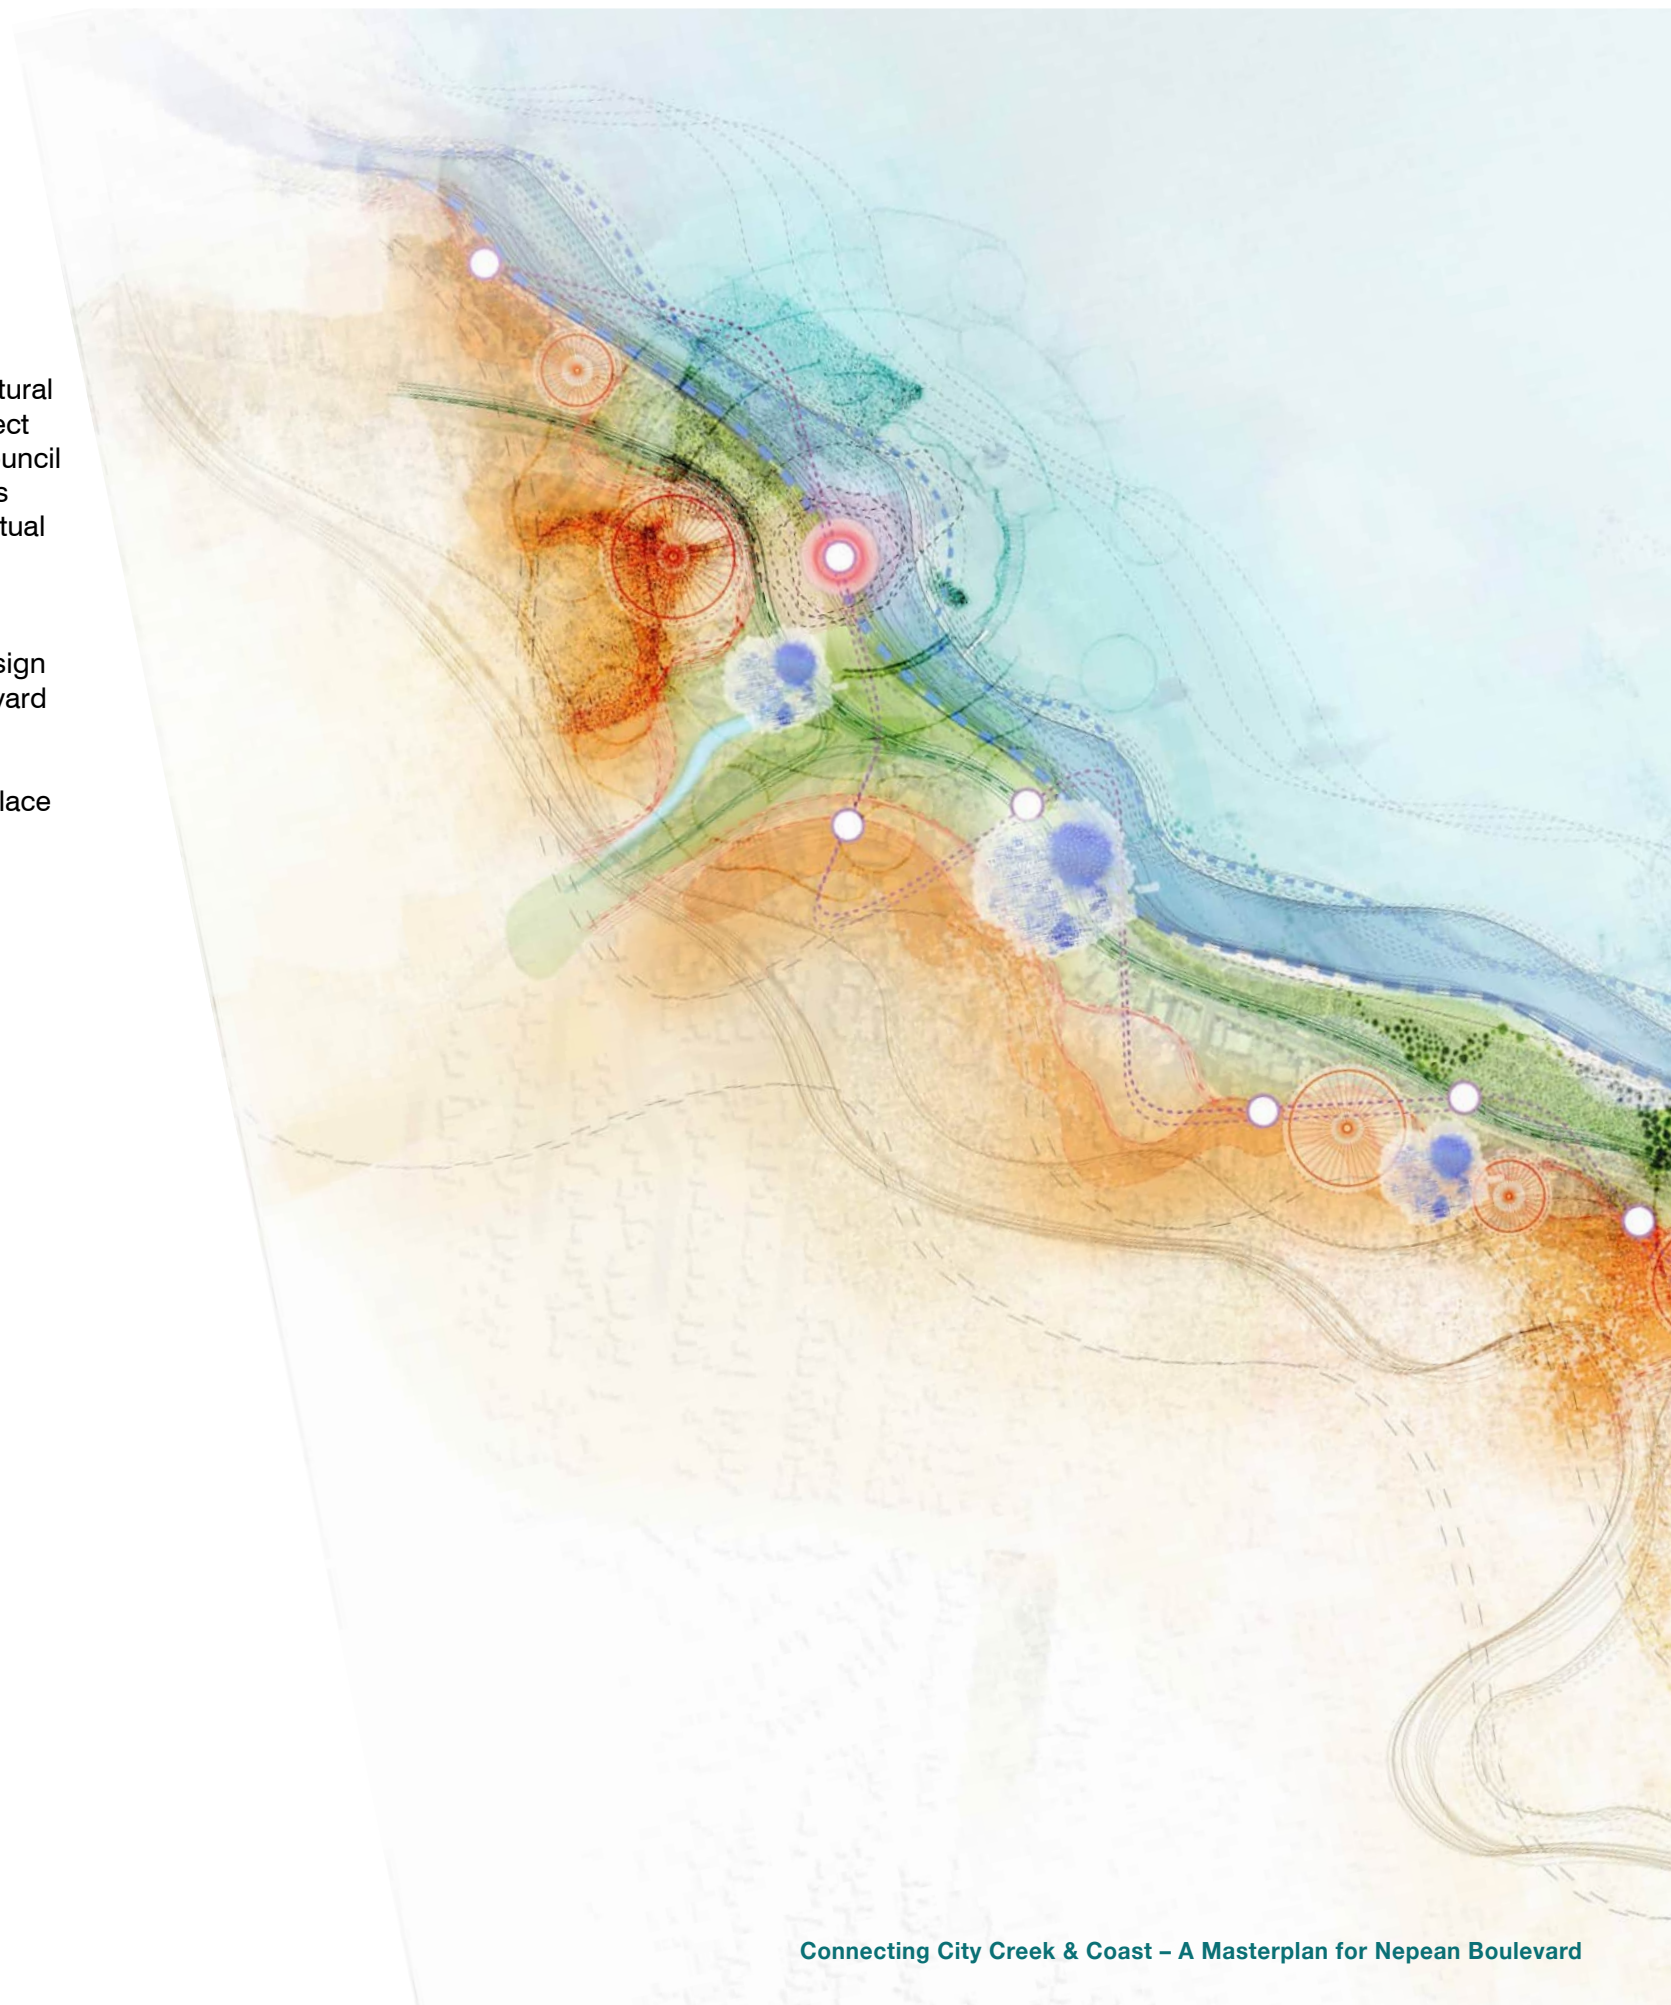 tural
ect
uncil
s
tual
sign
vard
lace
Connecting City Creek & Coast – A Masterplan for Nepean Boulevard